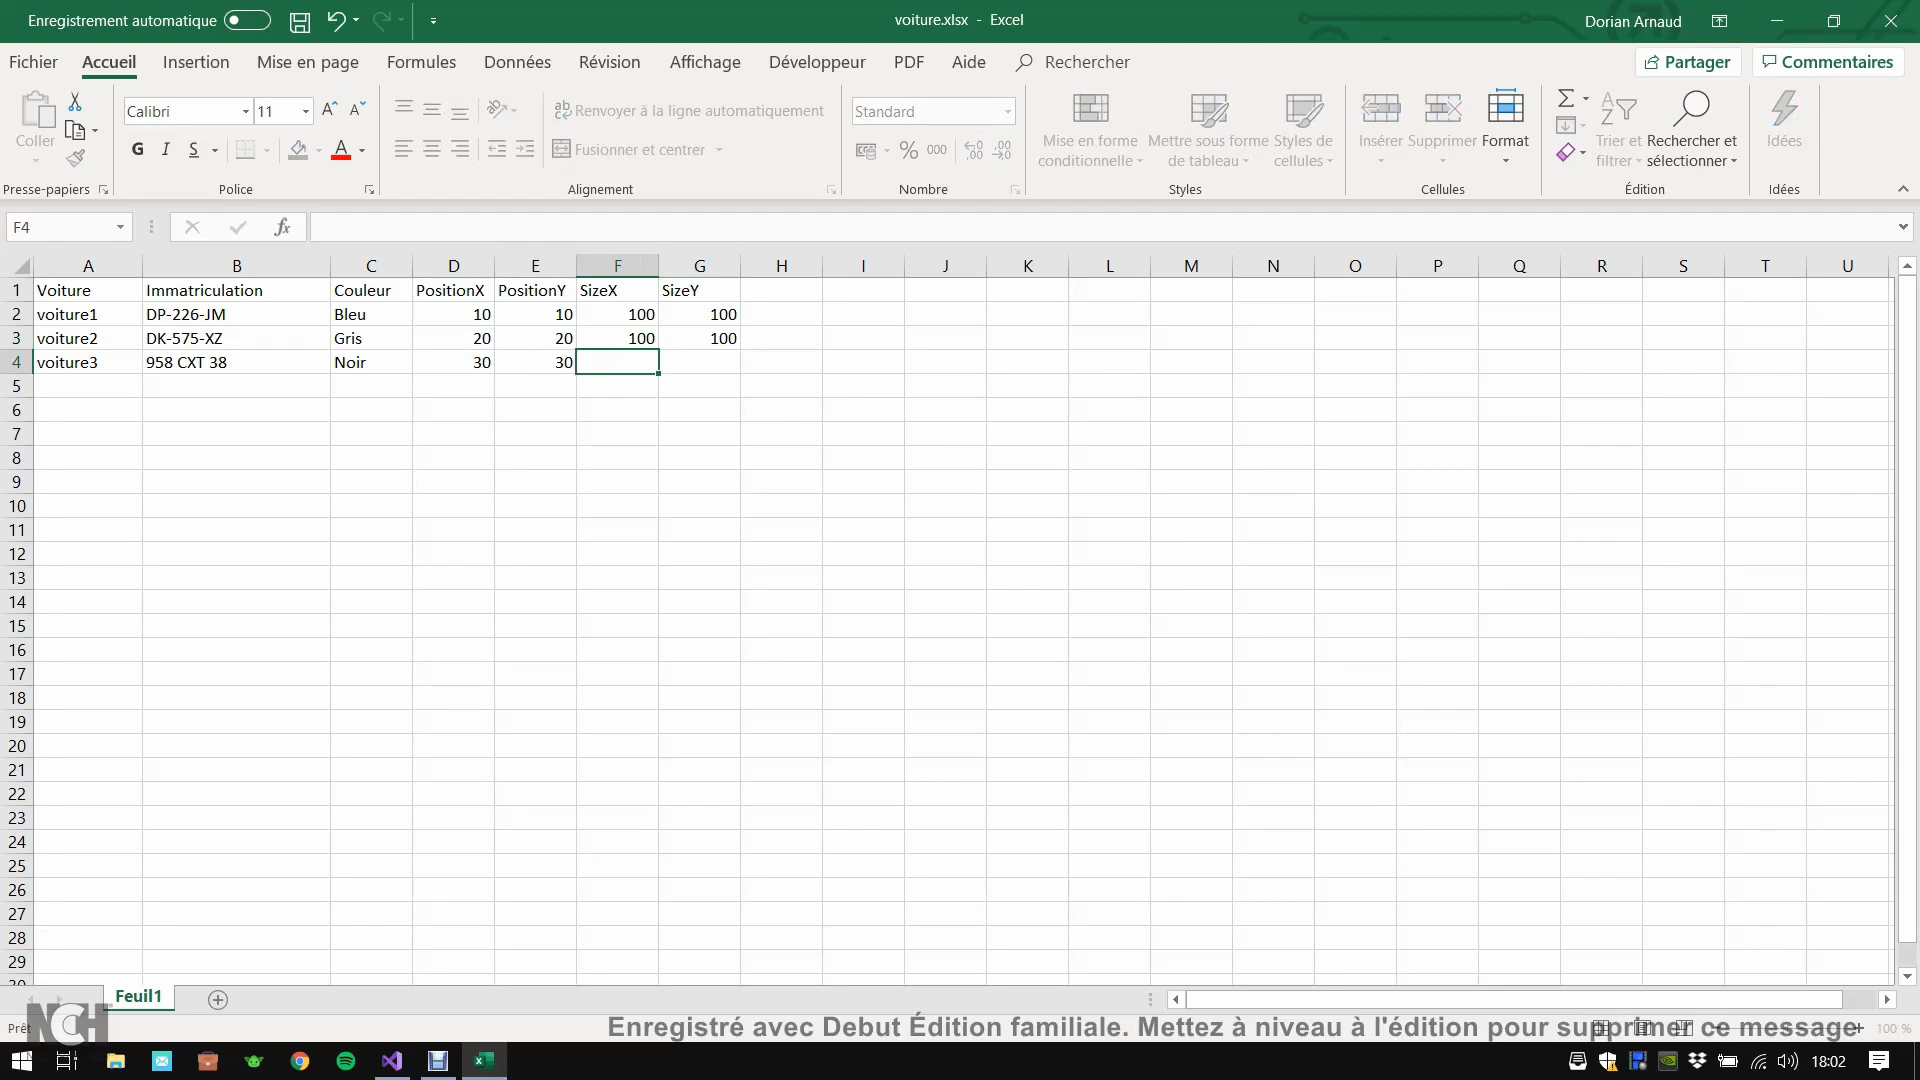 Enregistrement automatique
voiture.xlsx - Excel
Dorian Arnaud
Fichier Accueil Insertion Mise en page Formules Données Révision Affichage Développeur PDF Aide Rechercher Partager Commentaires
Coller
Calibri 11
G I S A
Renvoyer à la ligne automatiquement
Fusionner et centrer
Standard
% 000
Mise en forme conditionnelle
Mettre sous forme de tableau
Styles de cellules
Insérer Supprimer Format
Trier et filtrer
Rechercher et sélectionner
Idées
Presse-papiers Police Alignement Nombre Styles Cellules Édition Idées
F4 fx
A B C D E F G H I J K L M N O P Q R S T U
1 Voiture Immatriculation Couleur PositionX PositionY SizeX SizeY
2 voiture1 DP-226-JM Bleu 10 10 100 100
3 voiture2 DK-575-XZ Gris 20 20 100 100
4 voiture3 958 CXT 38 Noir 30 30
5
6
7
8
9
10
11
12
13
14
15
16
17
18
19
20
21
22
23
24
25
26
27
28
29
Feuil1
NCH
Prêt
Enregistré avec Debut Édition familiale. Mettez à niveau à l'édition pour supprimer ce message
100 %
18:02